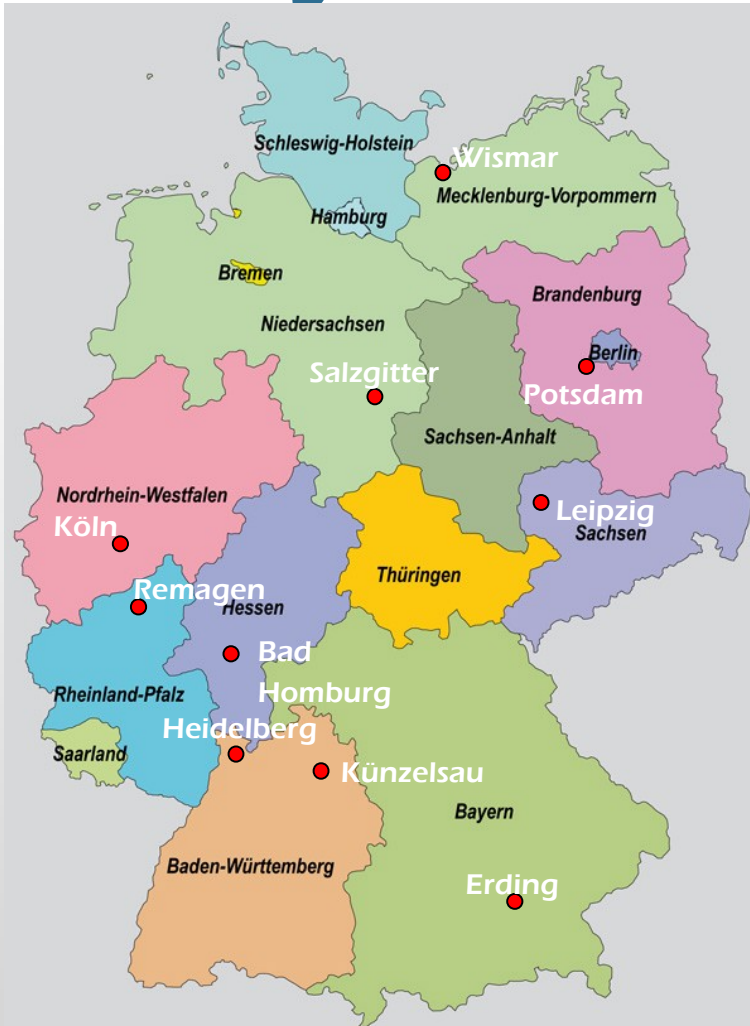 Schleswig-Holstein
Wismar
Mecklenburg-Vorpommern
Hamburg
Bremen
Brandenburg
Niedersachsen
Berlin
Salzgitter
Potsdam
Sachsen-Anhalt
Nordrhein-Westfalen
Leipzig
Köln
Sachsen
Thüringen
Remagen
Hessen
Bad
Homburg
Rheinland-Pfalz
Heidelberg
Saarland
Künzelsau
Bayern
Baden-Württemberg
Erding